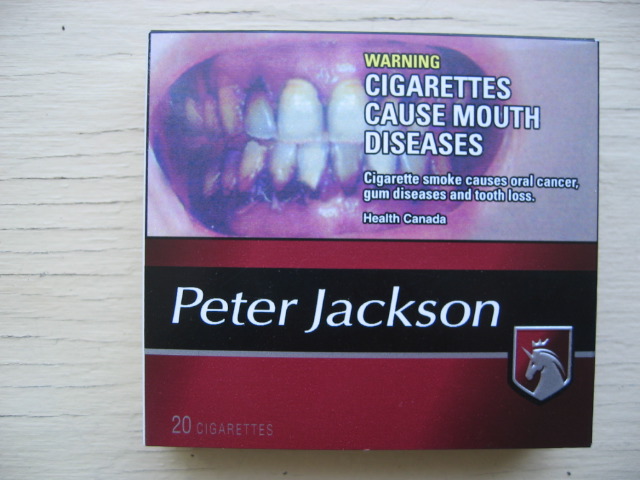 WARNING
CIGARETTES
CAUSE MOUTH
DISEASES
Cigarette smoke causes oral cancer,
gum diseases and tooth loss.
Health Canada
Peter Jackson
20 CIGARETTES